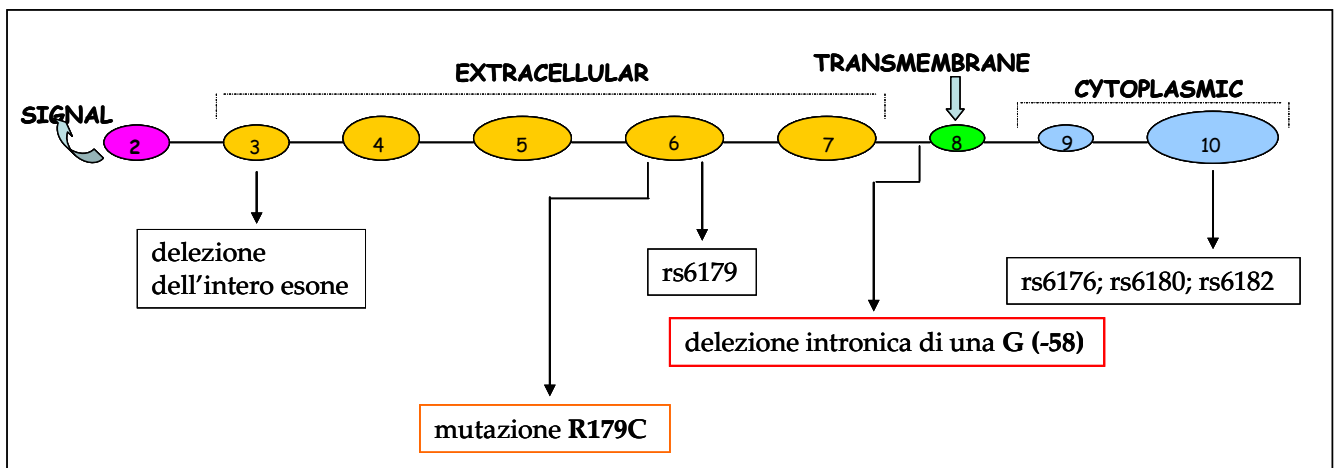 SIGNAL
EXTRACELLULAR
TRANSMEMBRANE
CYTOPLASMIC
2
3
4
5
6
7
8
9
10
delezione
dell'intero esone
rs6179
rs6176; rs6180; rs6182
delezione intronica di una G (-58)
mutazione R179C